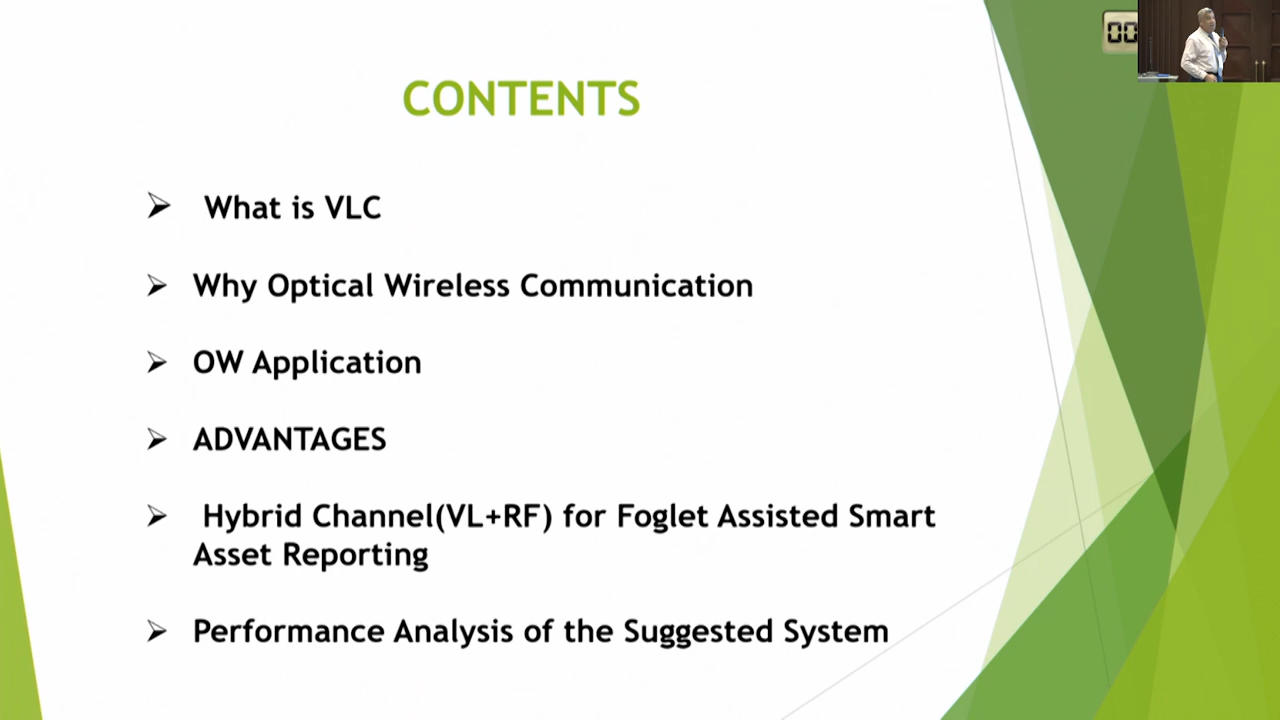 CONTENTS
00
What is VLC
Why Optical Wireless Communication
OW Application
ADVANTAGES
Hybrid Channel(VL+RF) for Foglet Assisted Smart
Asset Reporting
Performance Analysis of the Suggested System